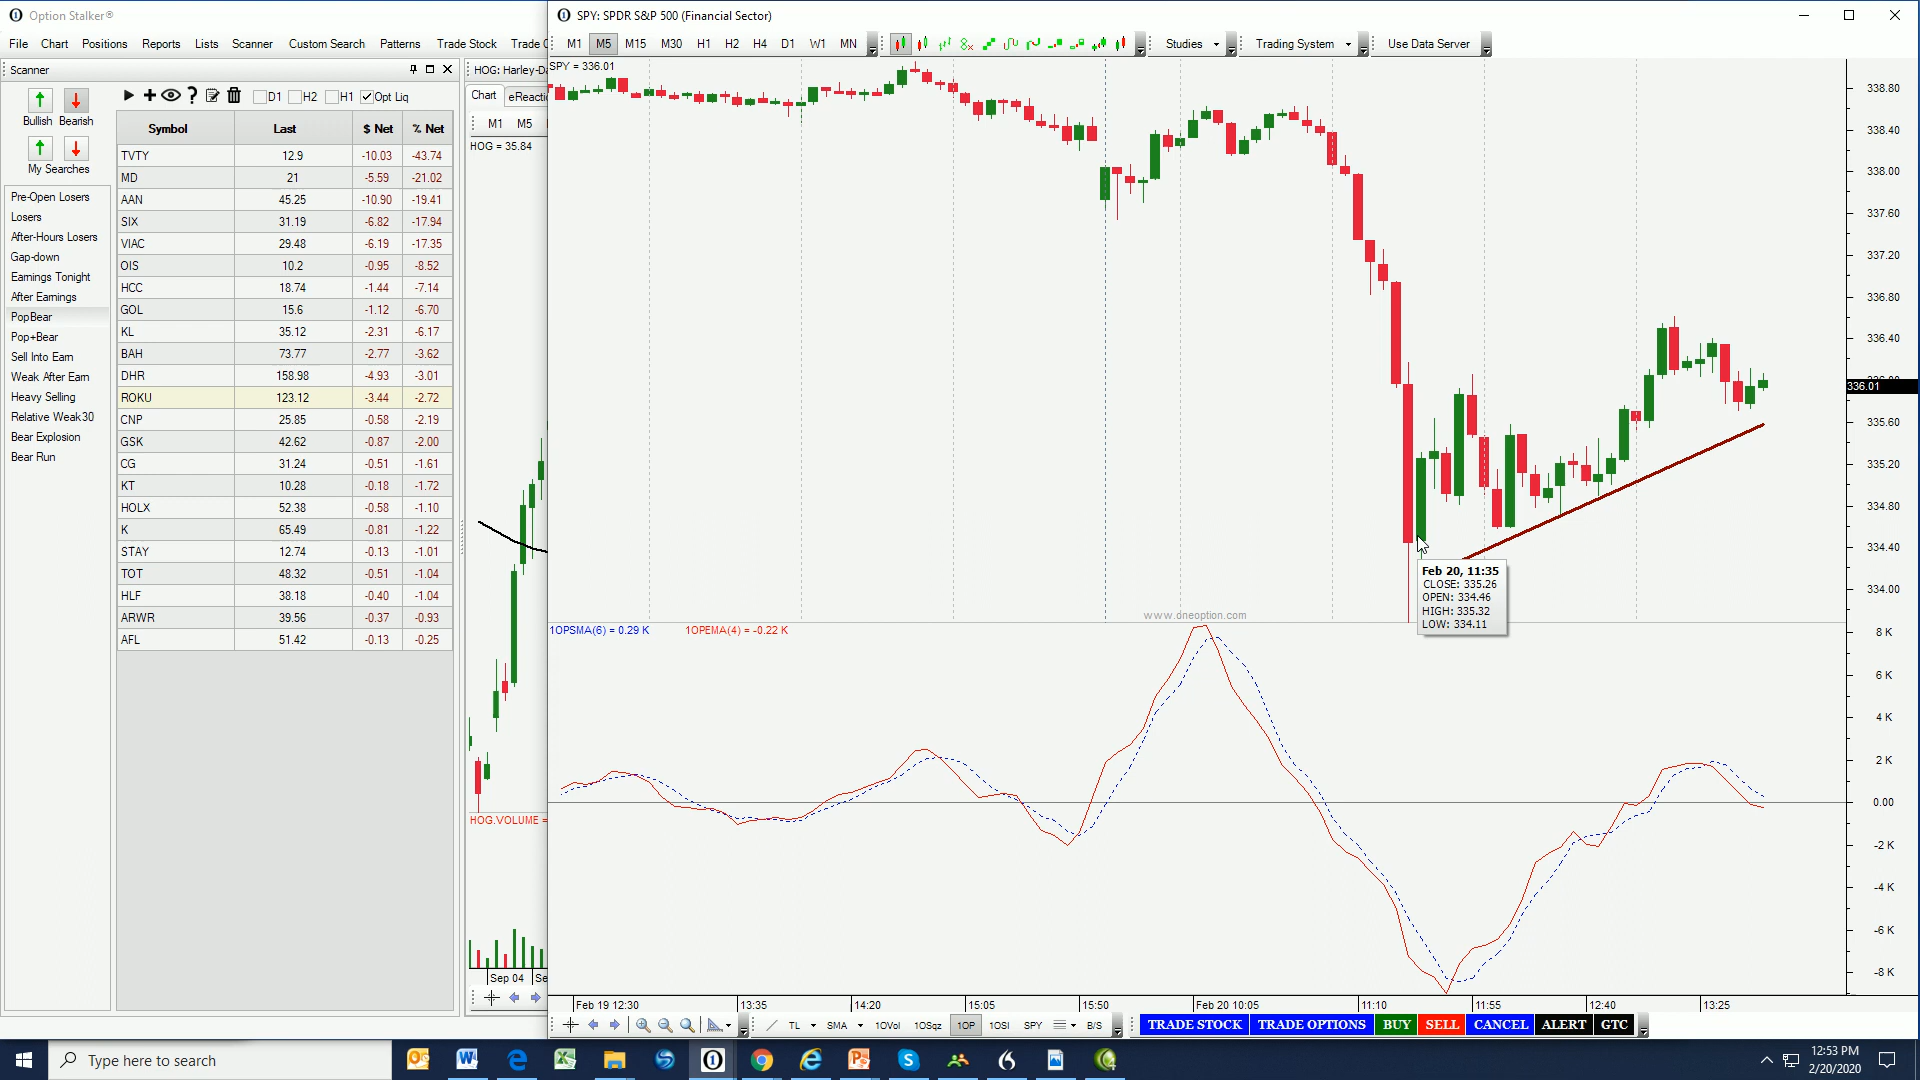 Option Stalker®
SPY: SPDR S&P 500 (Financial Sector)
File Chart Positions Reports Lists Scanner Custom Search Patterns Trade Stock Trade
M1 M5 M15 M30 H1 H2 H4 D1 W1 MN Studies Trading System Use Data Server
Scanner
HOG: Harley-Da
SPY = 336.01
Bullish Bearish
My Searches
D1 H2 H1 Opt Liq
Chart eReactio
M1 M5
HOG = 35.84
Pre-Open Losers
Losers
After-Hours Losers
Gap-down
Earnings Tonight
After Earnings
PopBear
Pop+Bear
Sell Into Earn
Weak After Earn
Heavy Selling
Relative Weak30
Bear Explosion
Bear Run
Symbol Last $ Net % Net
TVTY 12.9 -10.03 -43.74
MD 21 -5.59 -21.02
AAN 45.25 -10.90 -19.41
SIX 31.19 -6.82 -17.94
VIAC 29.48 -6.19 -17.35
OIS 10.2 -0.95 -8.52
HCC 18.74 -1.44 -7.14
GOL 15.6 -1.12 -6.70
KL 35.12 -2.31 -6.17
BAH 73.77 -2.77 -3.62
DHR 158.98 -4.93 -3.01
ROKU 123.12 -3.44 -2.72
CNP 25.85 -0.58 -2.19
GSK 42.62 -0.87 -2.00
CG 31.24 -0.51 -1.61
KT 10.28 -0.18 -1.72
HOLX 52.38 -0.58 -1.10
K 65.49 -0.81 -1.22
STAY 12.74 -0.13 -1.01
TOT 48.32 -0.51 -1.04
HLF 38.18 -0.40 -1.04
ARWR 39.56 -0.37 -0.93
AFL 51.42 -0.13 -0.25
HOG.VOLUME =
Sep 04 Se
338.80
338.40
338.00
337.60
337.20
336.80
336.40
336.01
335.60
335.20
334.80
334.40
334.00
Feb 20, 11:35
CLOSE: 335.26
OPEN: 334.46
HIGH: 335.32
LOW: 334.11
www.oneoption.com
1OPSMA(6) = 0.29 K 1OPEMA(4) = -0.22 K
8 K
6 K
4 K
2 K
0.00
-2 K
-4 K
-6 K
-8 K
Feb 19 12:30 13:35 14:20 15:05 15:50 Feb 20 10:05 11:10 11:55 12:40 13:25
TL SMA 1OVol 1OSqz 1OP 1OSI SPY B/S TRADE STOCK TRADE OPTIONS BUY SELL CANCEL ALERT GTC
Type here to search
12:53 PM
2/20/2020